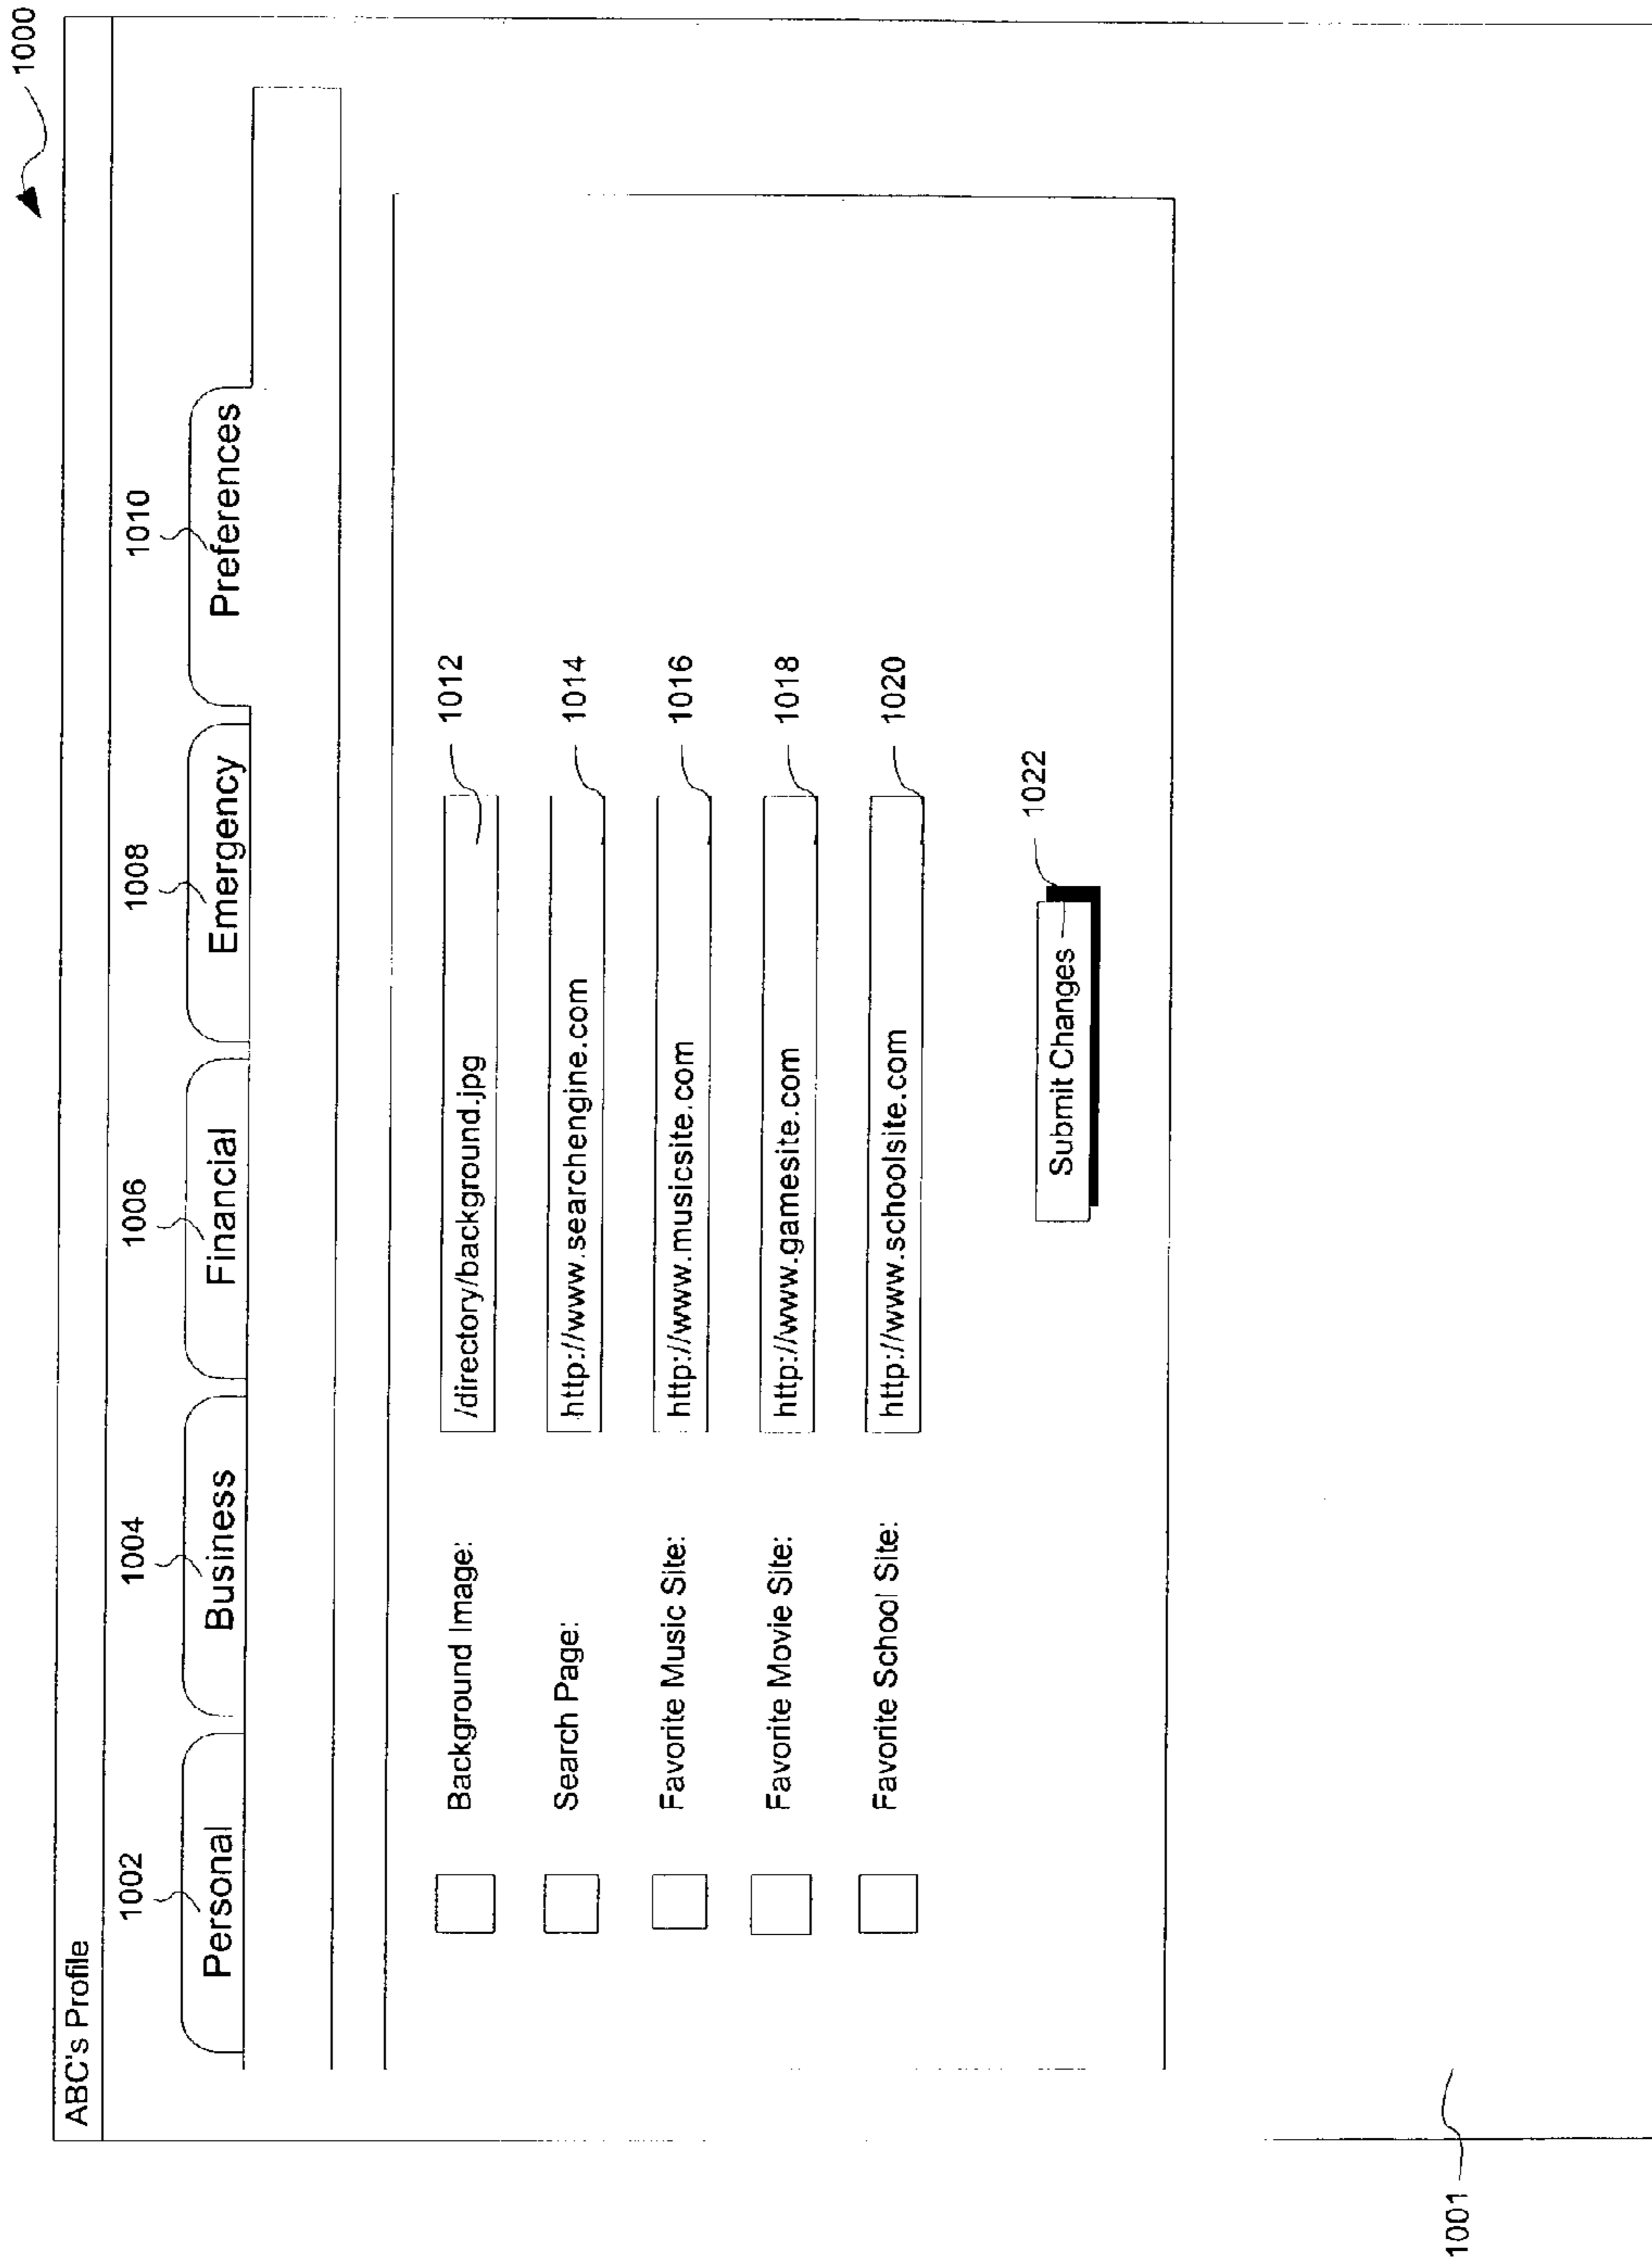 1000
ABC's Profile
1002 1004 1006 1008 1010
Personal Business Financial Emergency Preferences
Background Image: /directory/background.jpg 1012
Search Page: http://www.searchengine.com 1014
Favorite Music Site: http://www.musicsite.com 1016
Favorite Movie Site: http://www.gamesite.com 1018
Favorite School Site: http://www.schoolsite.com 1020
Submit Changes 1022
1001